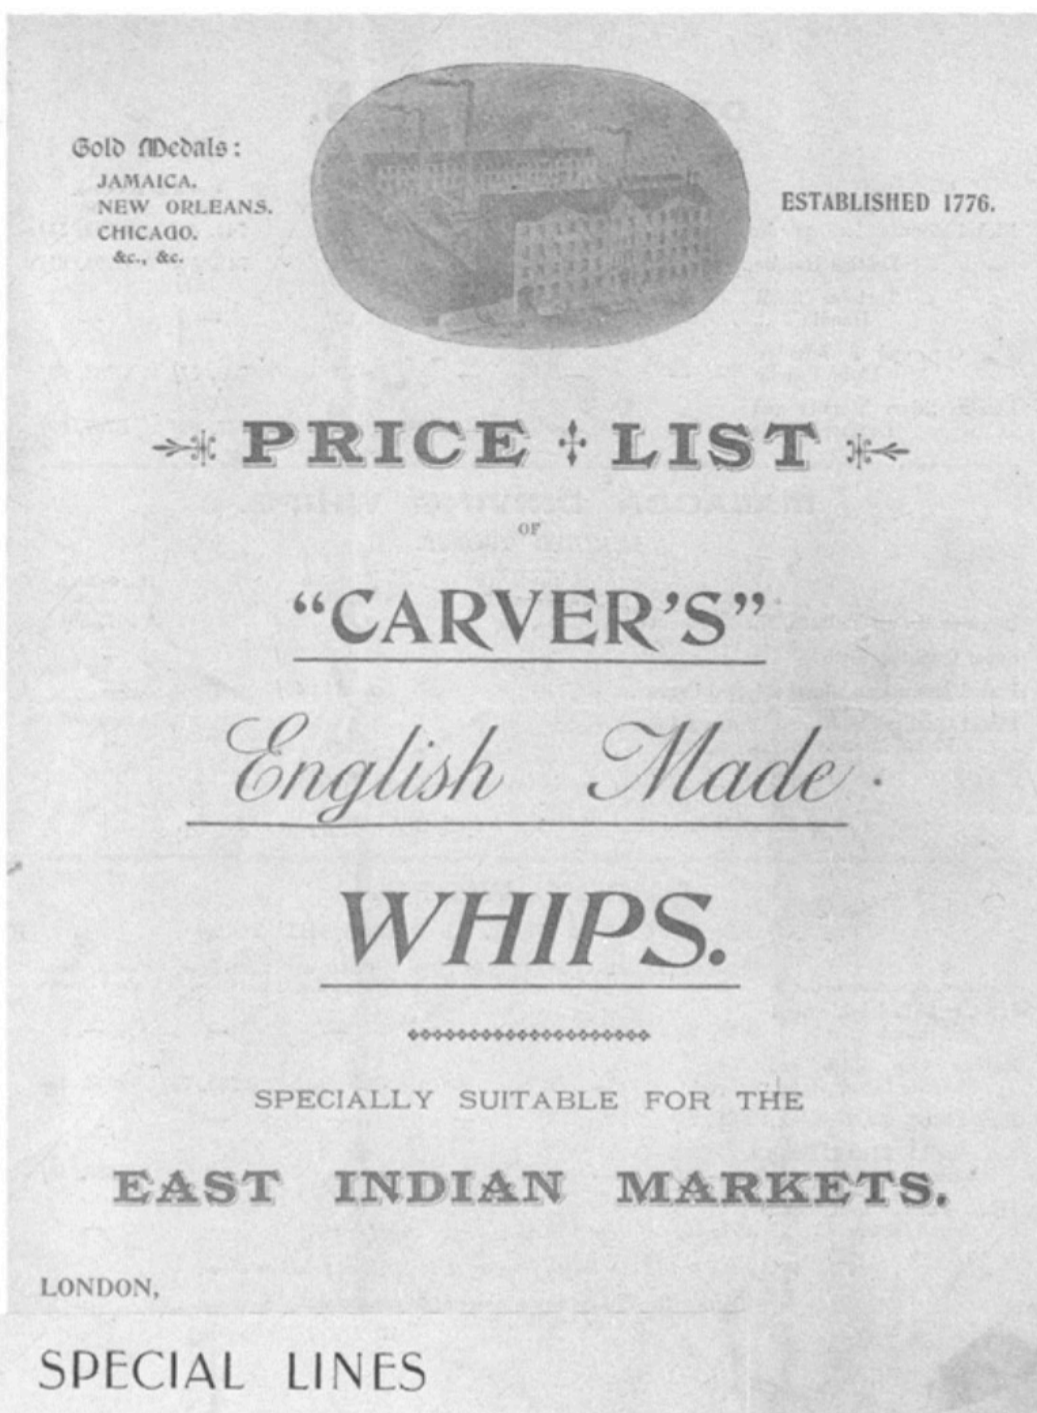 Gold Medals:
JAMAICA.
NEW ORLEANS.
CHICAGO.
&c., &c.
ESTABLISHED 1776.
PRICE LIST
OF
“CARVER’S”
English Made
WHIPS.
SPECIALLY SUITABLE FOR THE
EAST INDIAN MARKETS.
LONDON,
SPECIAL LINES